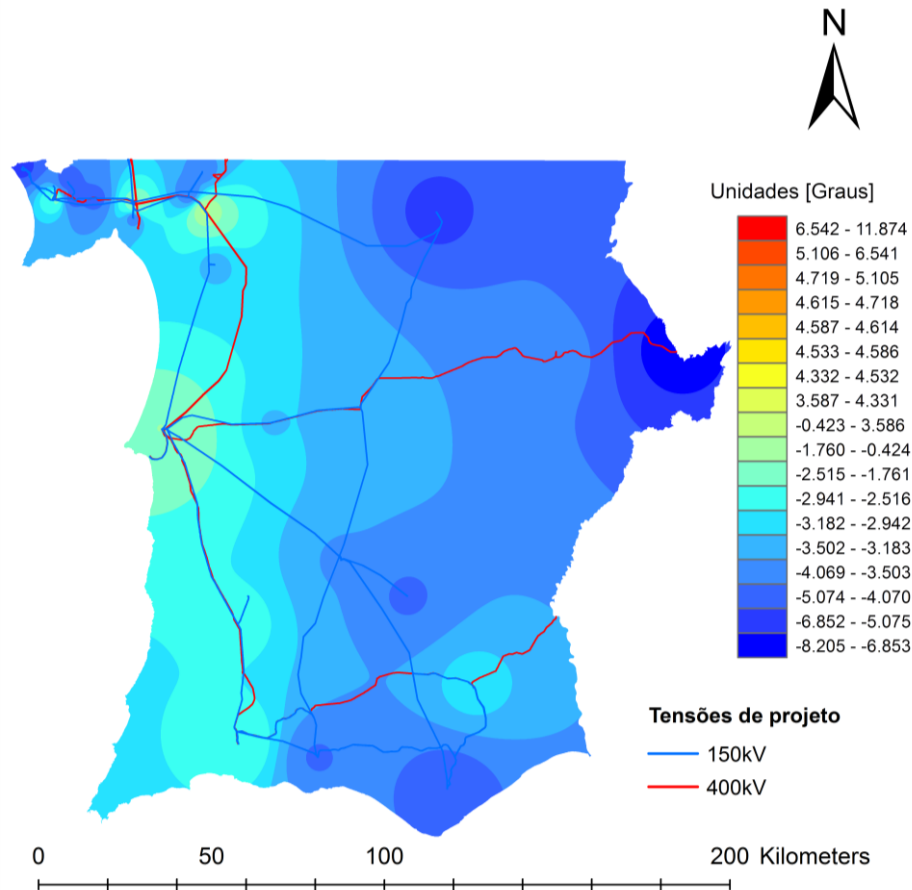 N
Unidades [Graus]
6.542 - 11.874
5.106 - 6.541
4.719 - 5.105
4.615 - 4.718
4.587 - 4.614
4.533 - 4.586
4.332 - 4.532
3.587 - 4.331
-0.423 - 3.586
-1.760 - -0.424
-2.515 - -1.761
-2.941 - -2.516
-3.182 - -2.942
-3.502 - -3.183
-4.069 - -3.503
-5.074 - -4.070
-6.852 - -5.075
-8.205 - -6.853
Tensões de projeto
150kV
400kV
0 50 100 200 Kilometers